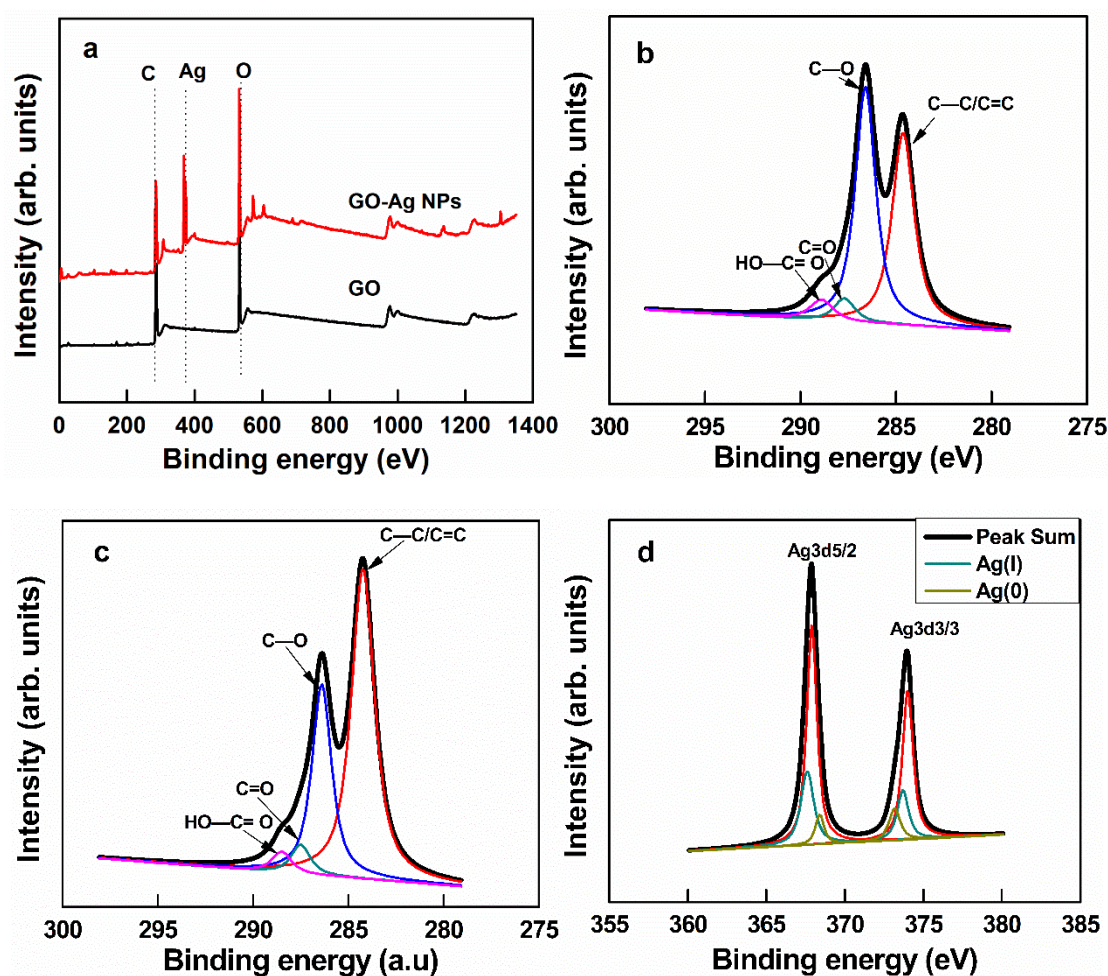 a
C
Ag
O
GO-Ag NPs
GO
Intensity (arb. units)
0 200 400 600 800 1000 1200 1400
Binding energy (eV)
b
C—O
C—C/C=C
C=O
HO—C=O
Intensity (arb. units)
300 295 290 285 280 275
Binding energy (eV)
c
C—C/C=C
C—O
C=O
HO—C=O
Intensity (arb. units)
300 295 290 285 280 275
Binding energy (a.u)
d
Ag3d5/2
Peak Sum
Ag(I)
Ag(0)
Ag3d3/3
Intensity (arb. units)
355 360 365 370 375 380 385
Binding energy (eV)